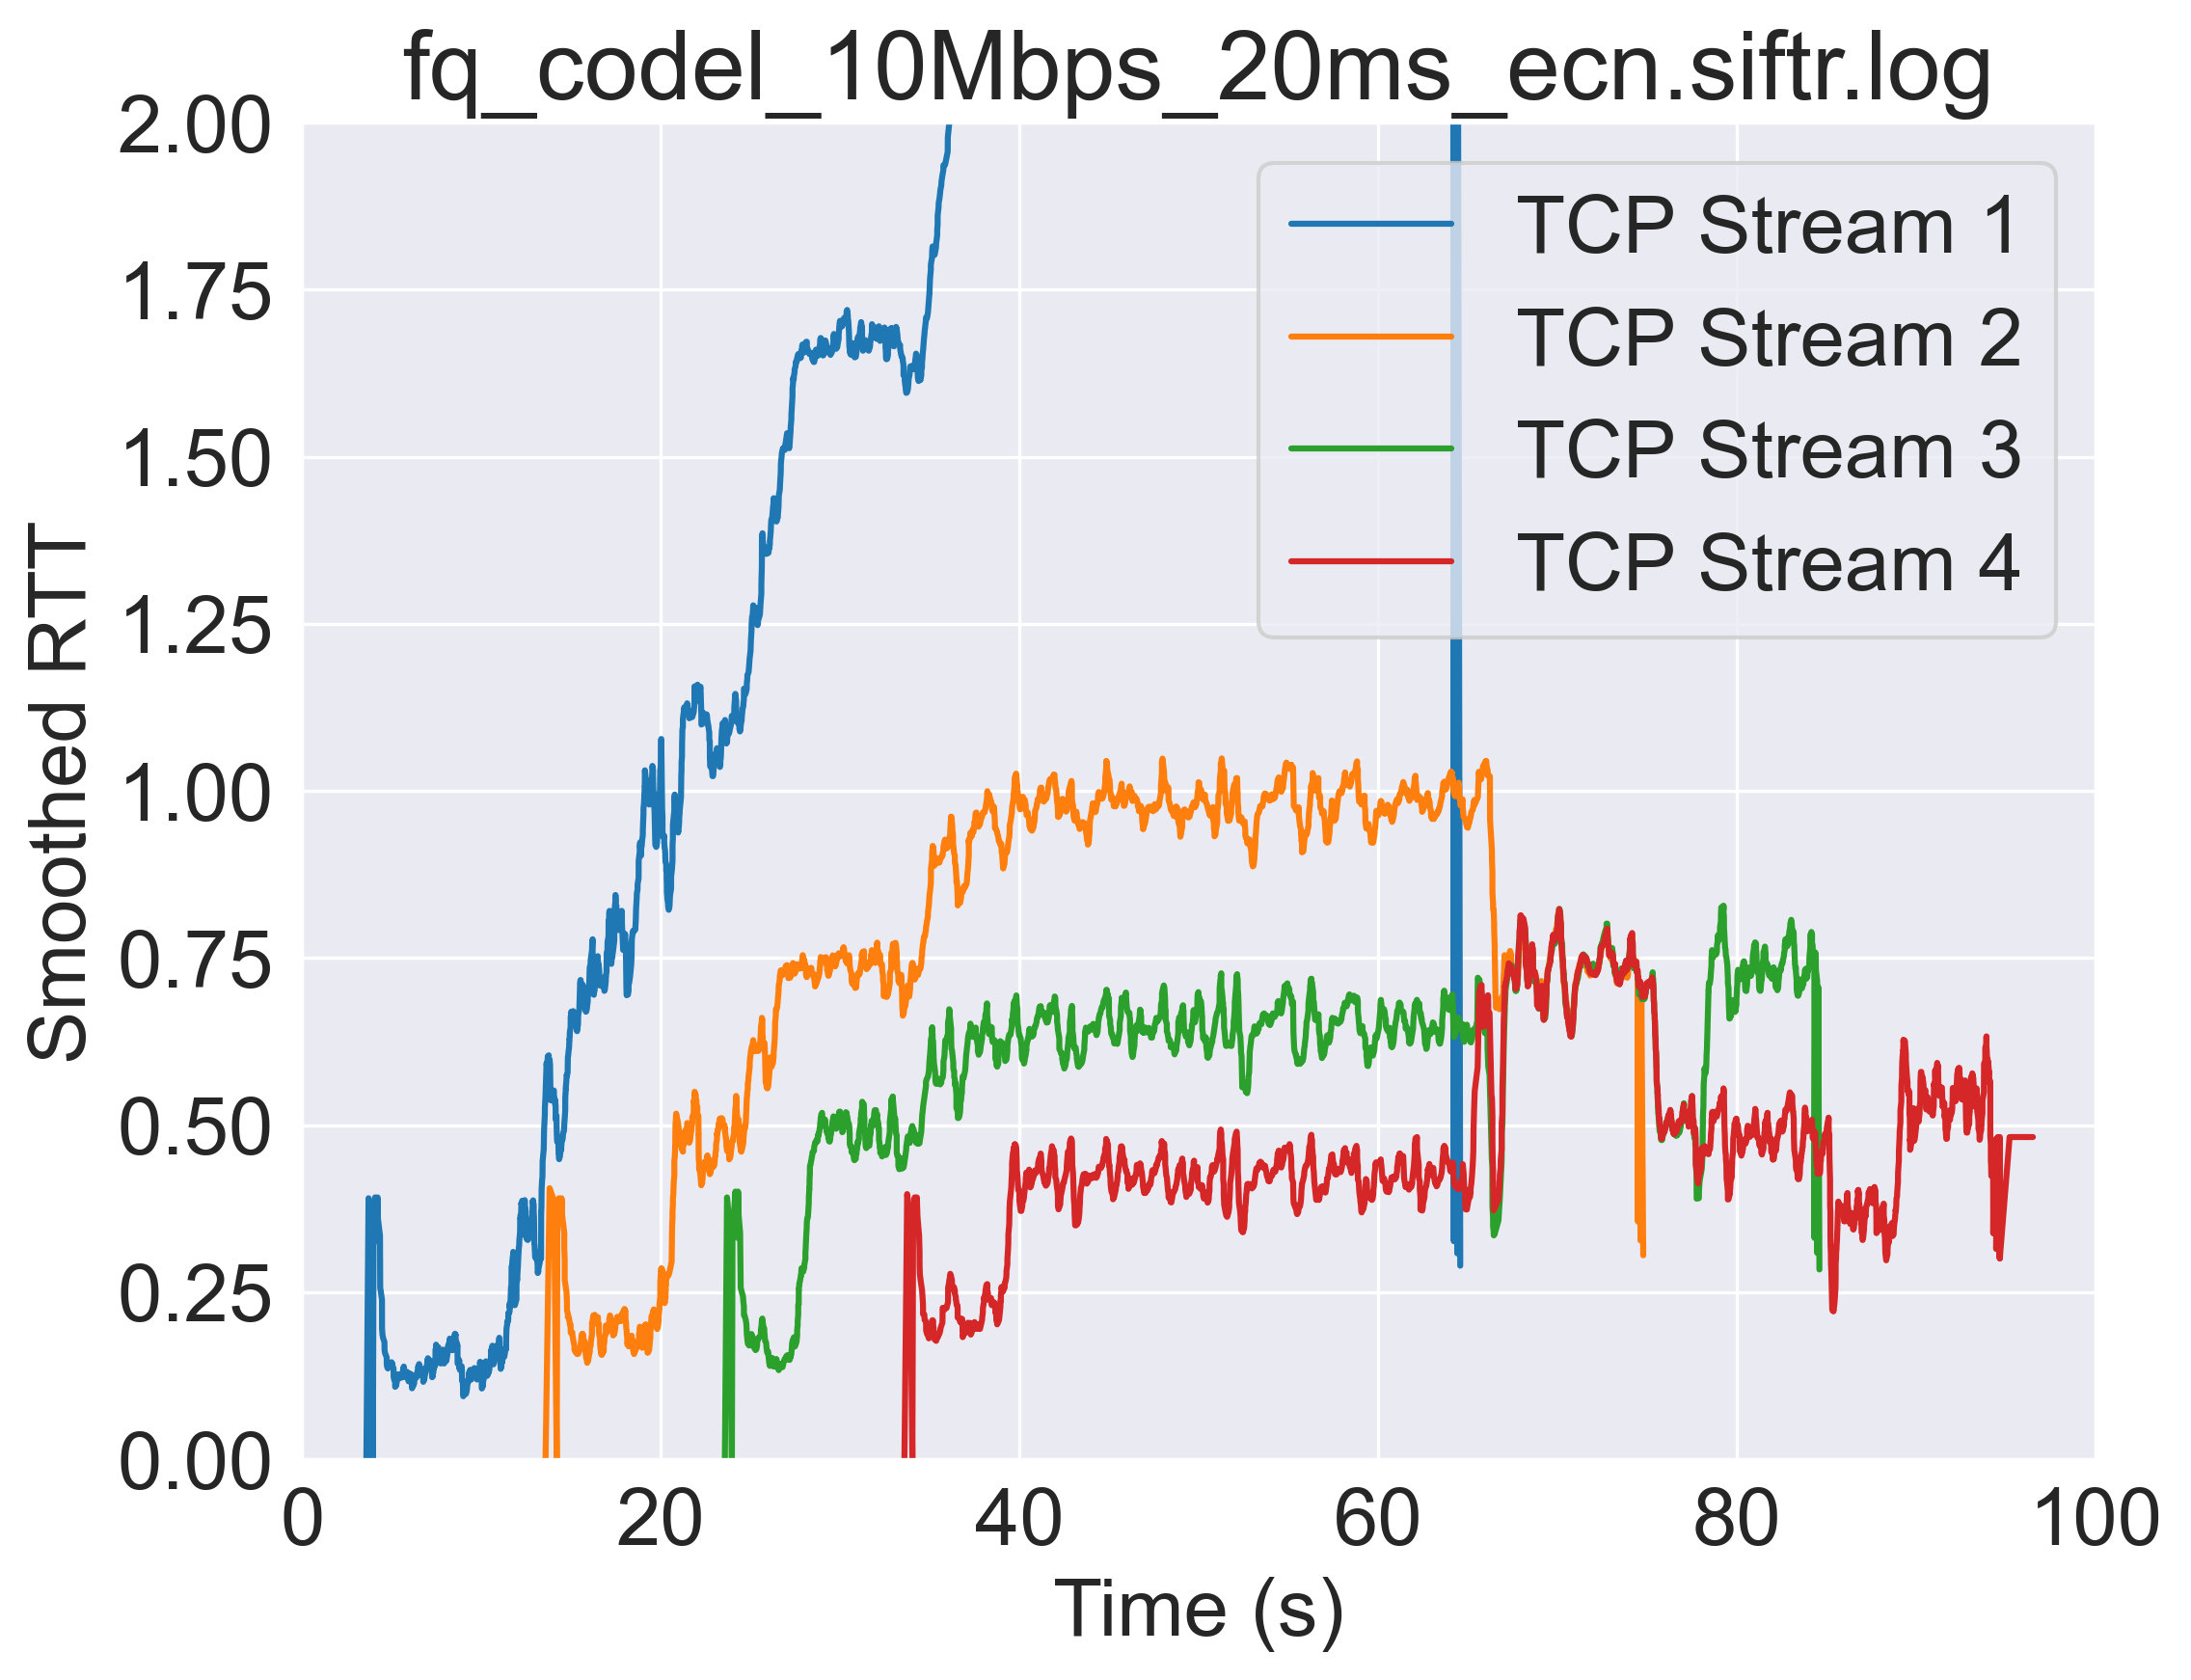 fq_codel_10Mbps_20ms_ecn.siftr.log
2.00
1.75
1.50
1.25
1.00
0.75
0.50
0.25
0.00
Smoothed RTT
TCP Stream 1
TCP Stream 2
TCP Stream 3
TCP Stream 4
0 20 40 60 80 100
Time (s)